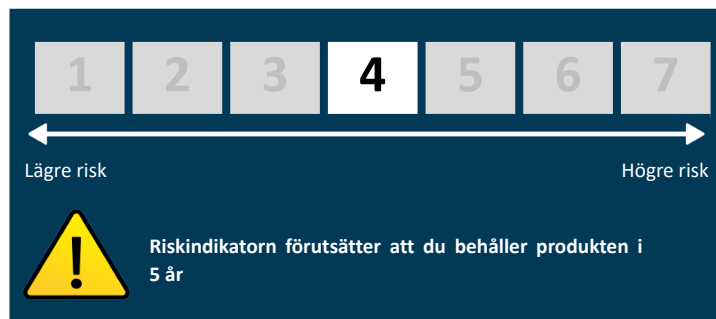 1 2 3 4 5 6 7
Lägre risk Högre risk
Riskindikatorn förutsätter att du behåller produkten i
5 år